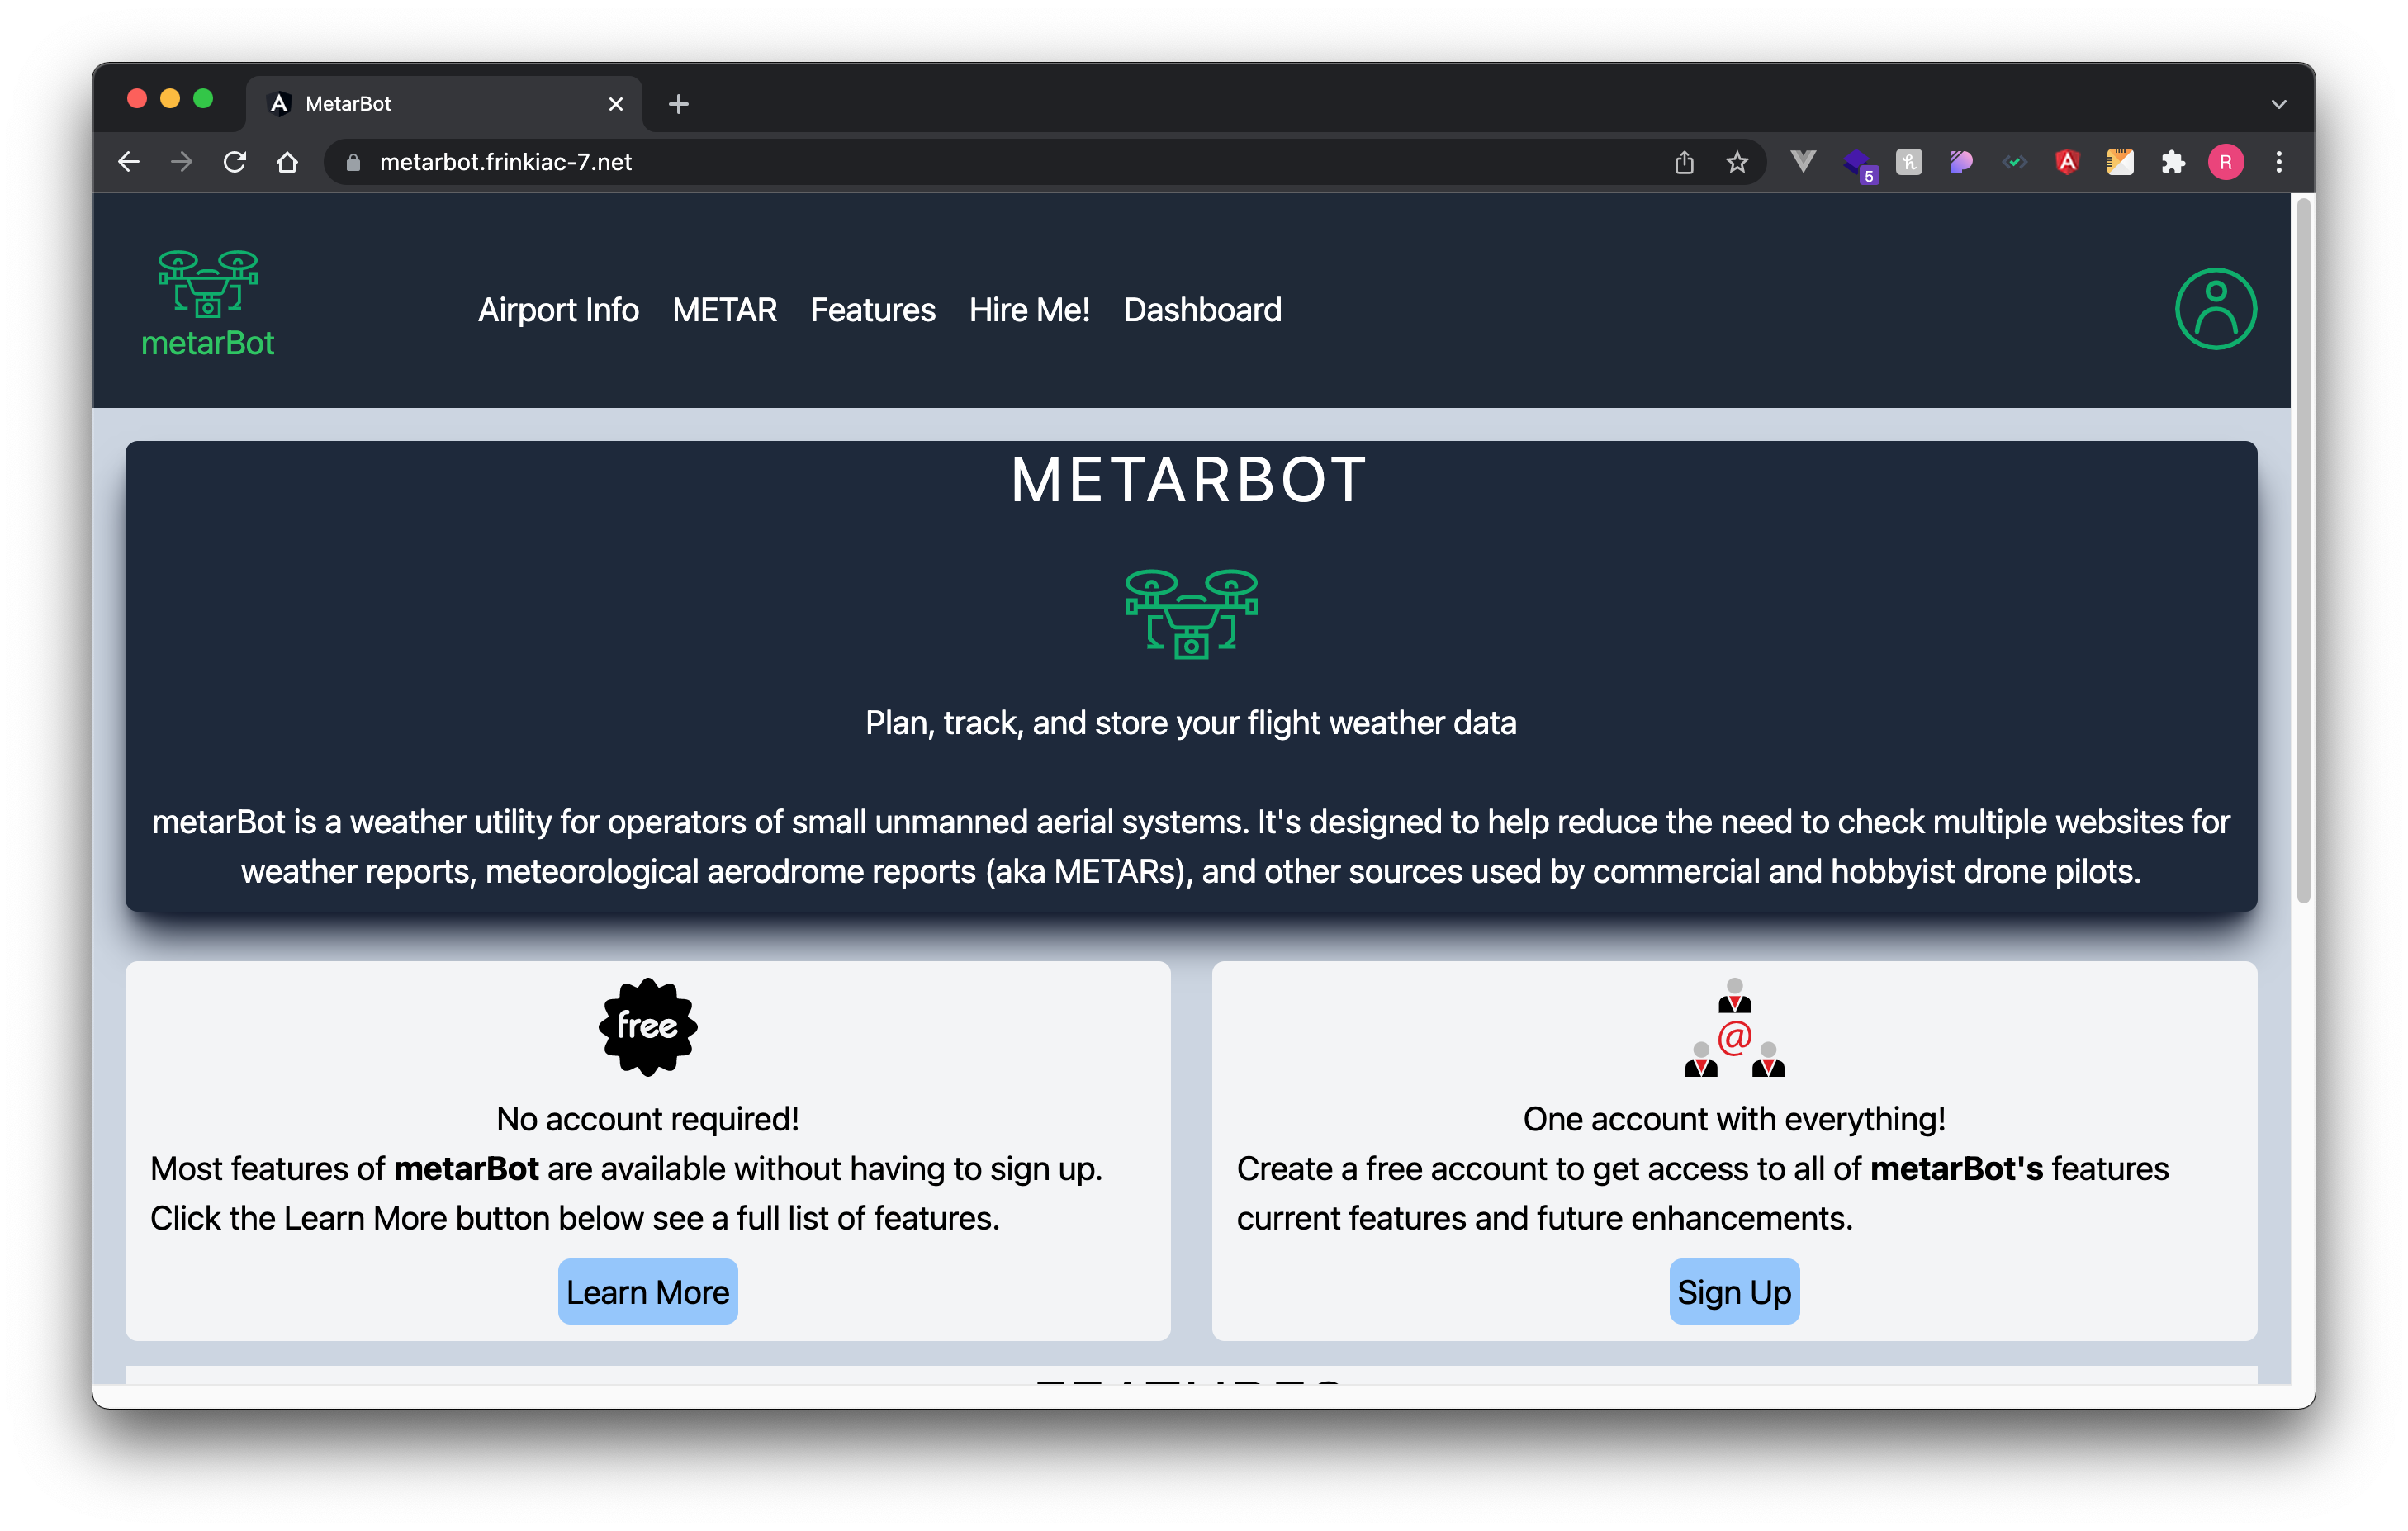 MetarBot
metarbot.frinkiac-7.net
5
R
metarBot
Airport Info METAR Features Hire Me! Dashboard
METARBOT
Plan, track, and store your flight weather data
metarBot is a weather utility for operators of small unmanned aerial systems. It's designed to help reduce the need to check multiple websites for
weather reports, meteorological aerodrome reports (aka METARs), and other sources used by commercial and hobbyist drone pilots.
free
No account required!
Most features of metarBot are available without having to sign up.
Click the Learn More button below see a full list of features.
Learn More
@
One account with everything!
Create a free account to get access to all of metarBot's features
current features and future enhancements.
Sign Up
FEATURES